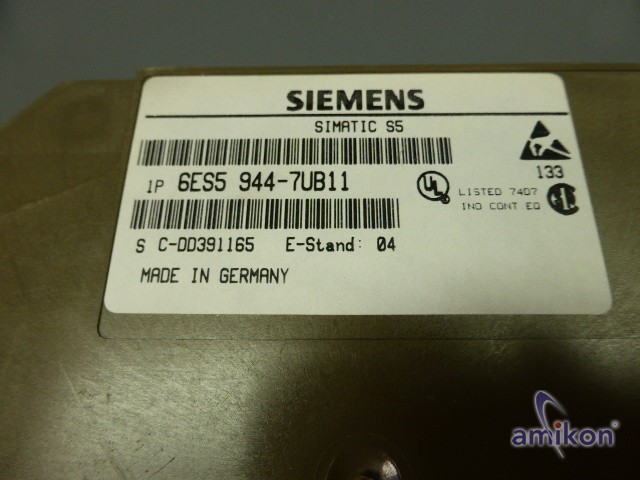 SIEMENS
SIMATIC S5
133
1P 6ES5 944-7UB11
UL
LISTED 7407
IND CONT EQ
S C-DD391165 E-Stand: 04
MADE IN GERMANY
amikon